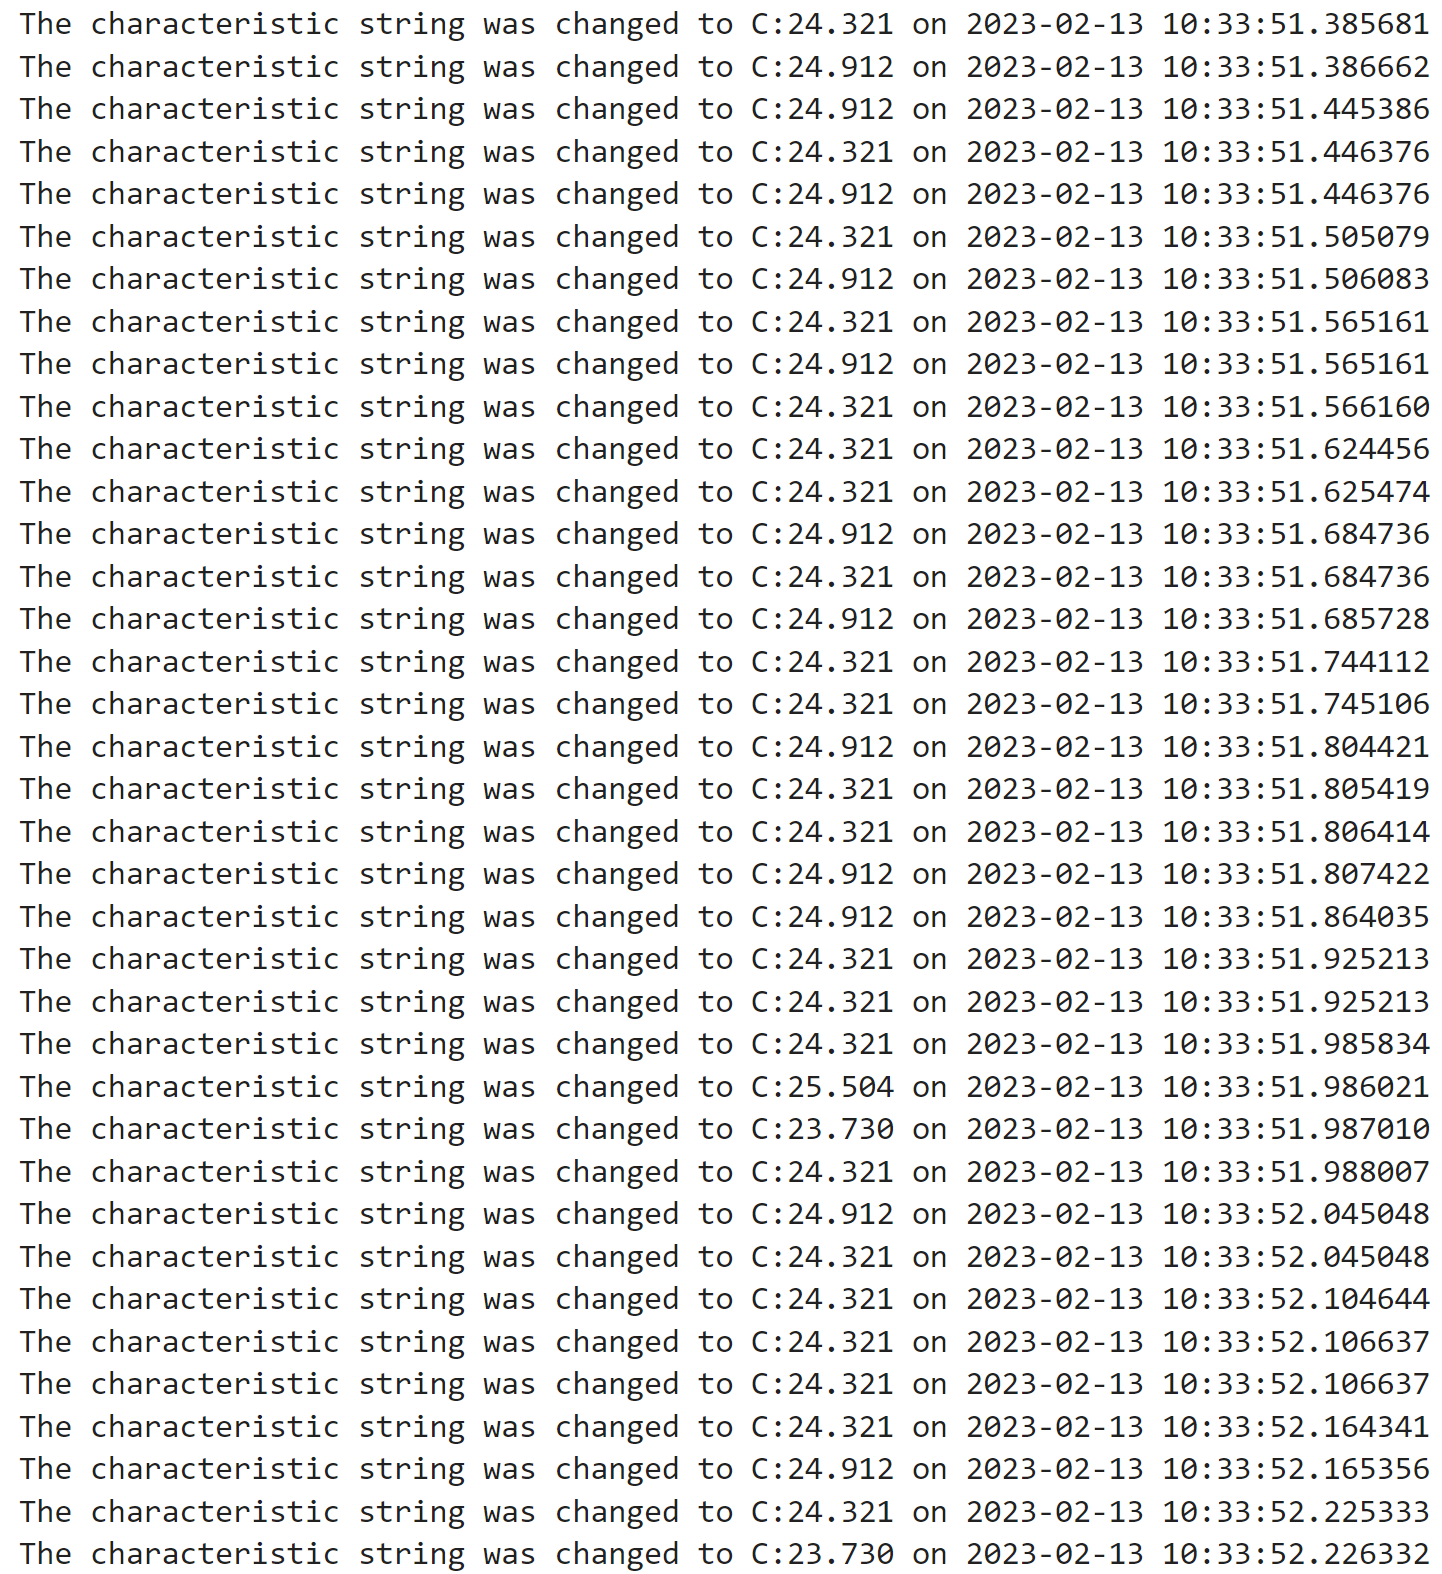 The characteristic string was changed to C:24.321 on 2023-02-13 10:33:51.385681
The characteristic string was changed to C:24.912 on 2023-02-13 10:33:51.386662
The characteristic string was changed to C:24.912 on 2023-02-13 10:33:51.445386
The characteristic string was changed to C:24.321 on 2023-02-13 10:33:51.446376
The characteristic string was changed to C:24.912 on 2023-02-13 10:33:51.446376
The characteristic string was changed to C:24.321 on 2023-02-13 10:33:51.505079
The characteristic string was changed to C:24.912 on 2023-02-13 10:33:51.506083
The characteristic string was changed to C:24.321 on 2023-02-13 10:33:51.565161
The characteristic string was changed to C:24.912 on 2023-02-13 10:33:51.565161
The characteristic string was changed to C:24.321 on 2023-02-13 10:33:51.566160
The characteristic string was changed to C:24.321 on 2023-02-13 10:33:51.624456
The characteristic string was changed to C:24.321 on 2023-02-13 10:33:51.625474
The characteristic string was changed to C:24.912 on 2023-02-13 10:33:51.684736
The characteristic string was changed to C:24.321 on 2023-02-13 10:33:51.684736
The characteristic string was changed to C:24.912 on 2023-02-13 10:33:51.685728
The characteristic string was changed to C:24.321 on 2023-02-13 10:33:51.744112
The characteristic string was changed to C:24.321 on 2023-02-13 10:33:51.745106
The characteristic string was changed to C:24.912 on 2023-02-13 10:33:51.804421
The characteristic string was changed to C:24.321 on 2023-02-13 10:33:51.805419
The characteristic string was changed to C:24.321 on 2023-02-13 10:33:51.806414
The characteristic string was changed to C:24.912 on 2023-02-13 10:33:51.807422
The characteristic string was changed to C:24.912 on 2023-02-13 10:33:51.864035
The characteristic string was changed to C:24.321 on 2023-02-13 10:33:51.925213
The characteristic string was changed to C:24.321 on 2023-02-13 10:33:51.925213
The characteristic string was changed to C:24.321 on 2023-02-13 10:33:51.985834
The characteristic string was changed to C:25.504 on 2023-02-13 10:33:51.986021
The characteristic string was changed to C:23.730 on 2023-02-13 10:33:51.987010
The characteristic string was changed to C:24.321 on 2023-02-13 10:33:51.988007
The characteristic string was changed to C:24.912 on 2023-02-13 10:33:52.045048
The characteristic string was changed to C:24.321 on 2023-02-13 10:33:52.045048
The characteristic string was changed to C:24.321 on 2023-02-13 10:33:52.104644
The characteristic string was changed to C:24.321 on 2023-02-13 10:33:52.106637
The characteristic string was changed to C:24.321 on 2023-02-13 10:33:52.106637
The characteristic string was changed to C:24.321 on 2023-02-13 10:33:52.164341
The characteristic string was changed to C:24.912 on 2023-02-13 10:33:52.165356
The characteristic string was changed to C:24.321 on 2023-02-13 10:33:52.225333
The characteristic string was changed to C:23.730 on 2023-02-13 10:33:52.226332